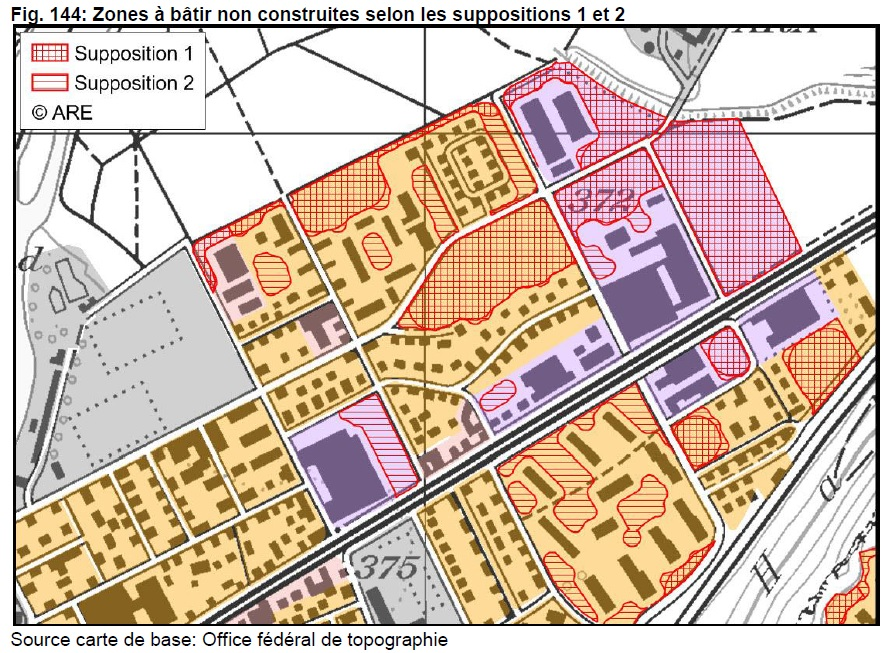 Fig. 144: Zones à bâtir non construites selon les suppositions 1 et 2
Supposition 1
Supposition 2
© ARE
372
d
375
H a
Source carte de base: Office fédéral de topographie